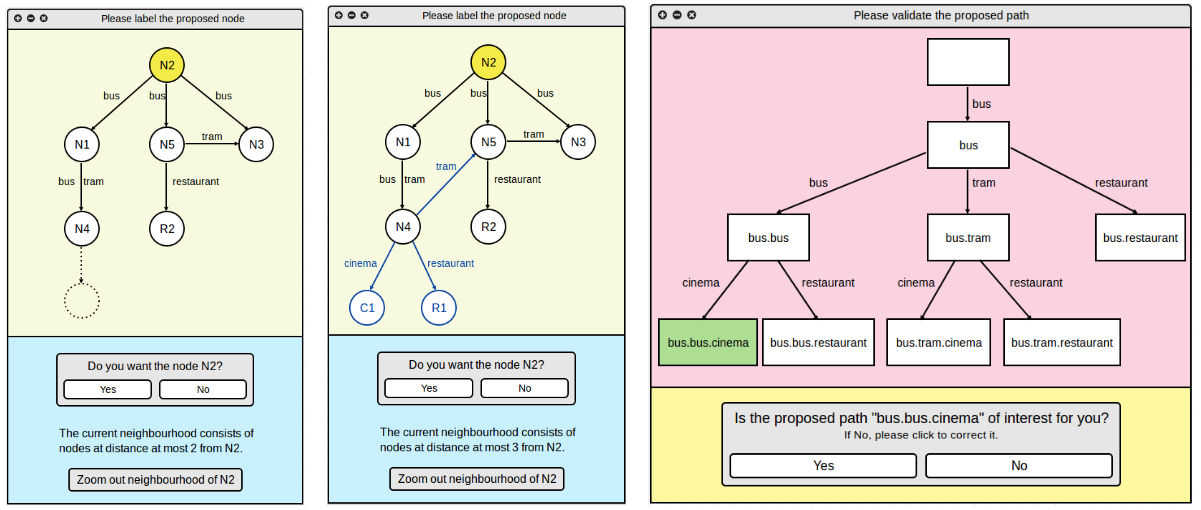 Please label the proposed node
N2
bus bus bus
N1 N5 tram N3
bus tram restaurant
N4 R2
Do you want the node N2?
Yes No
The current neighbourhood consists of
nodes at distance at most 2 from N2.
Zoom out neighbourhood of N2
Please label the proposed node
N2
bus bus bus
N1 N5 tram N3
tram
bus tram restaurant
N4 R2
cinema restaurant
C1 R1
Do you want the node N2?
Yes No
The current neighbourhood consists of
nodes at distance at most 3 from N2.
Zoom out neighbourhood of N2
Please validate the proposed path
bus
bus
bus tram restaurant
bus.bus bus.tram bus.restaurant
cinema restaurant cinema restaurant
bus.bus.cinema bus.bus.restaurant bus.tram.cinema bus.tram.restaurant
Is the proposed path "bus.bus.cinema" of interest for you?
If No, please click to correct it.
Yes No